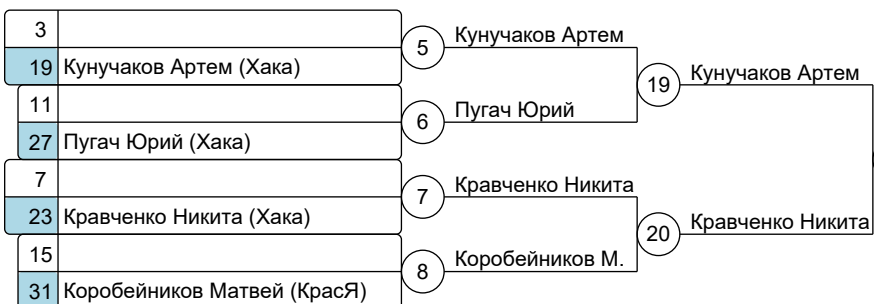 3
19 Кунучаков Артем (Хака)
11
27 Пугач Юрий (Хака)
7
23 Кравченко Никита (Хака)
15
31 Коробейников Матвей (КрасЯ)
5 Кунучаков Артем
6 Пугач Юрий
7 Кравченко Никита
8 Коробейников М.
19 Кунучаков Артем
20 Кравченко Никита